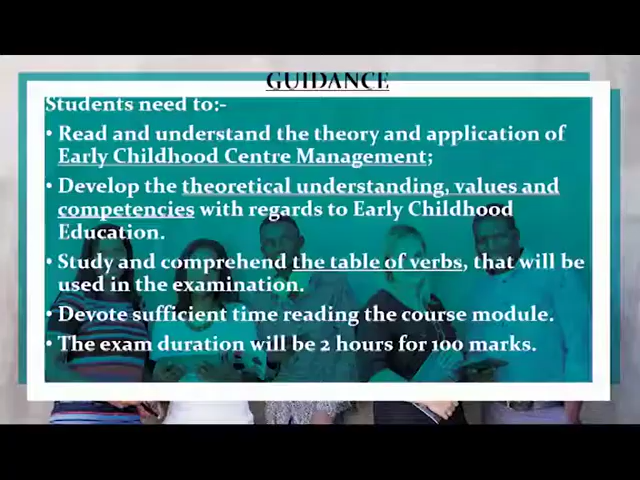 GUIDANCE
Students need to:-
• Read and understand the theory and application of
Early Childhood Centre Management;
• Develop the theoretical understanding, values and
competencies with regards to Early Childhood
Education.
• Study and comprehend the table of verbs, that will be
used in the examination.
• Devote sufficient time reading the course module.
• The exam duration will be 2 hours for 100 marks.